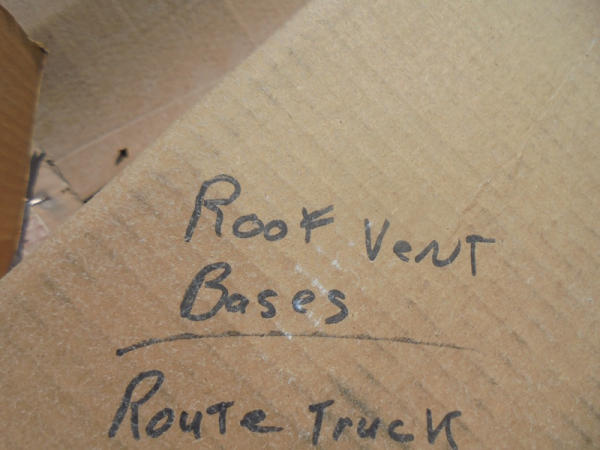 Roof Vent
Bases
Route Truck